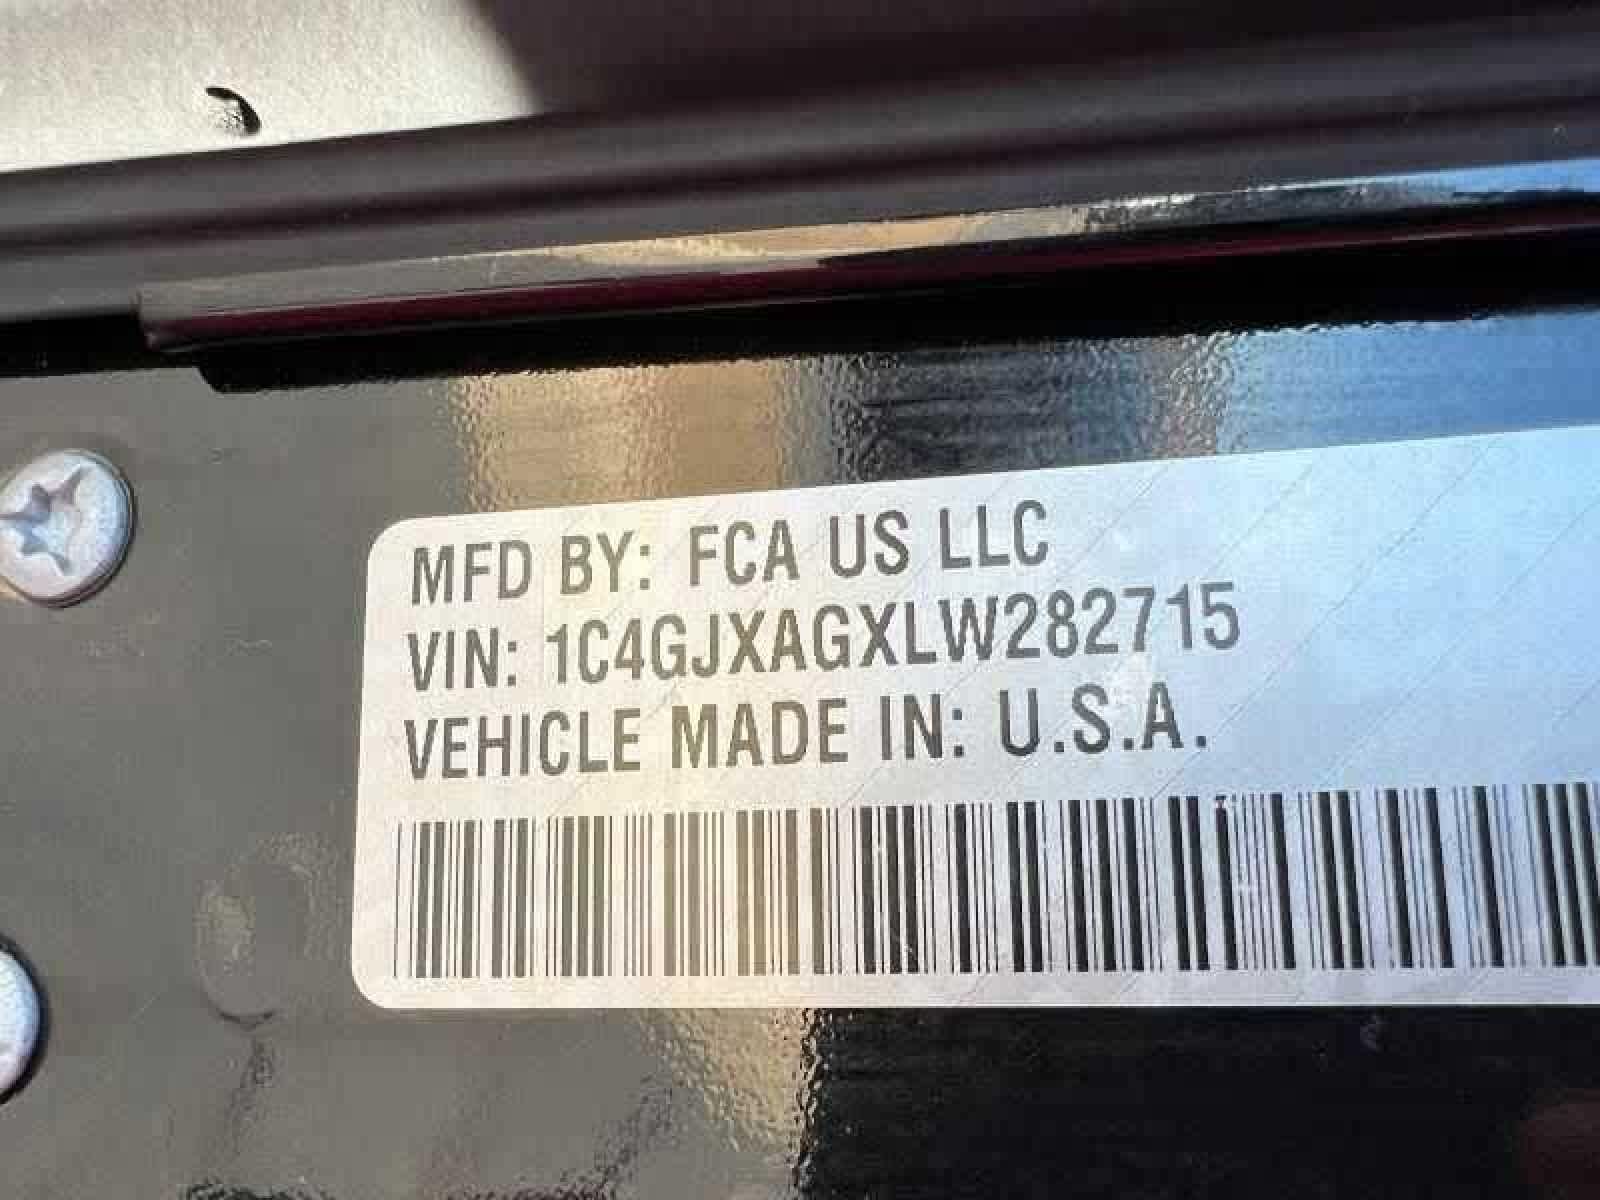 MFD BY: FCA US LLC
VIN: 1C4GJXAGXLW282715
VEHICLE MADE IN: U.S.A.